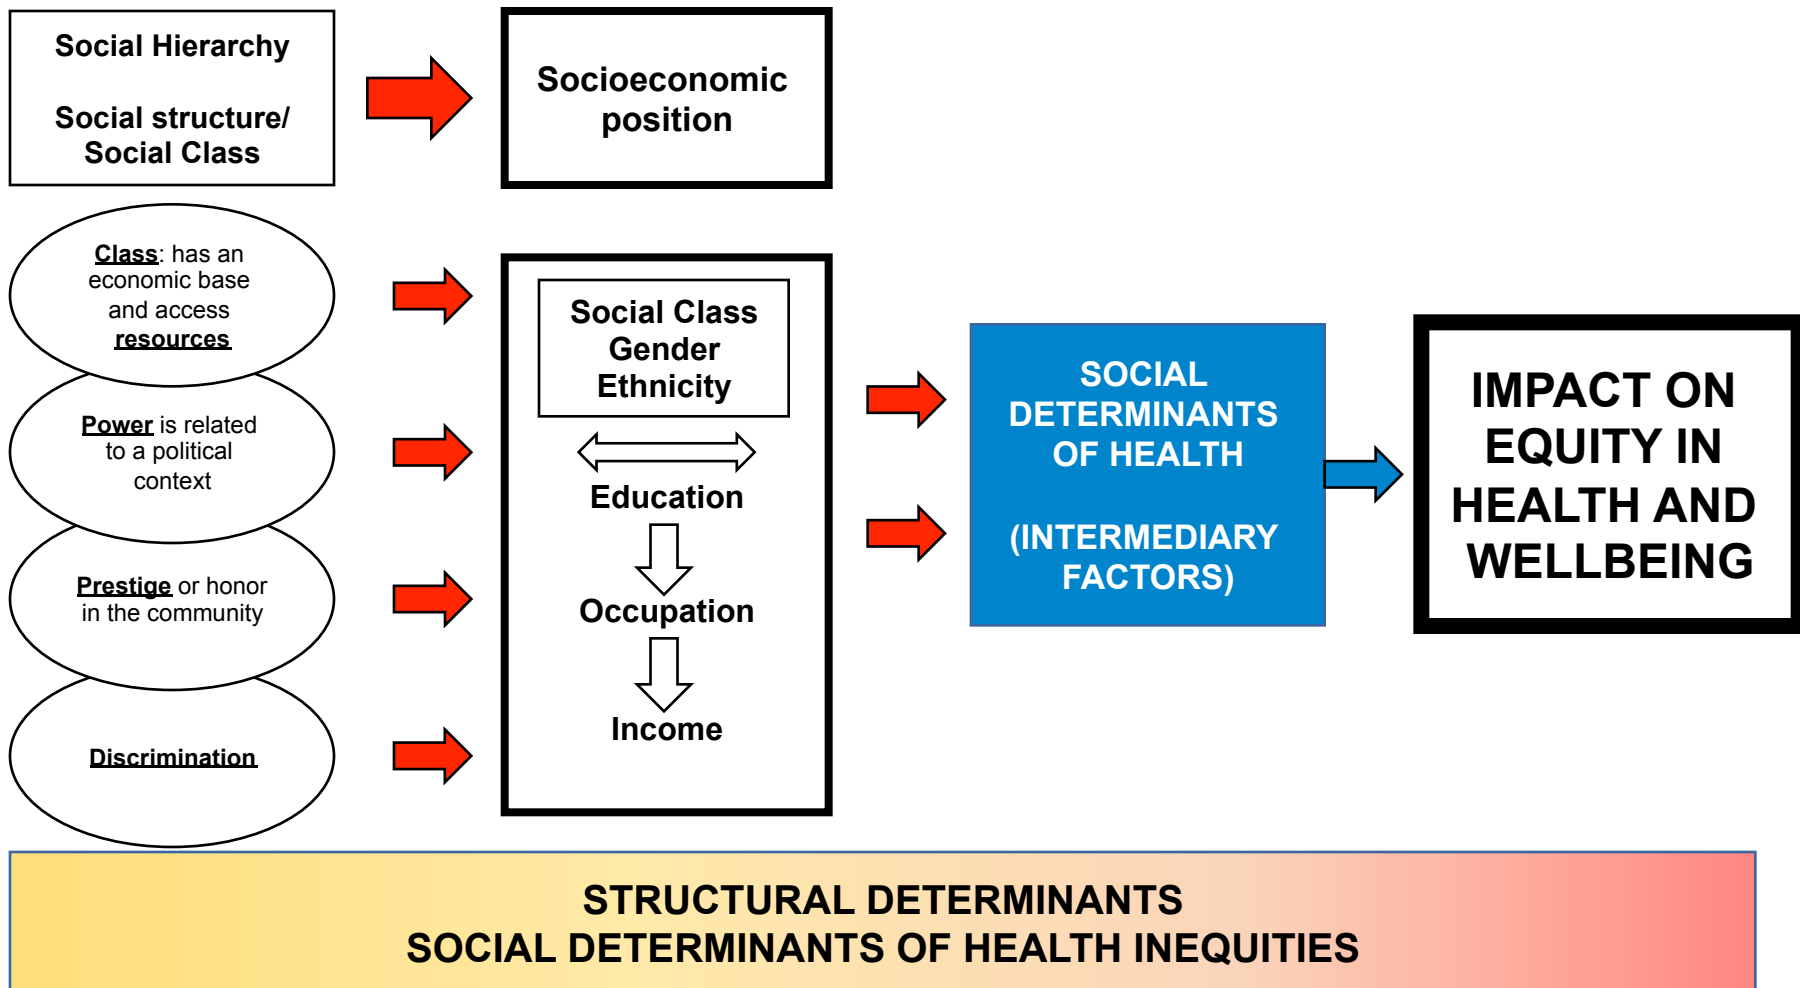 Social Hierarchy
Social structure/
Social Class
Socioeconomic
position
Class: has an
economic base
and access
resources
Power is related
to a political
context
Prestige or honor
in the community
Discrimination
Social Class
Gender
Ethnicity
Education
Occupation
Income
SOCIAL
DETERMINANTS
OF HEALTH
(INTERMEDIARY
FACTORS)
IMPACT ON
EQUITY IN
HEALTH AND
WELLBEING
STRUCTURAL DETERMINANTS
SOCIAL DETERMINANTS OF HEALTH INEQUITIES